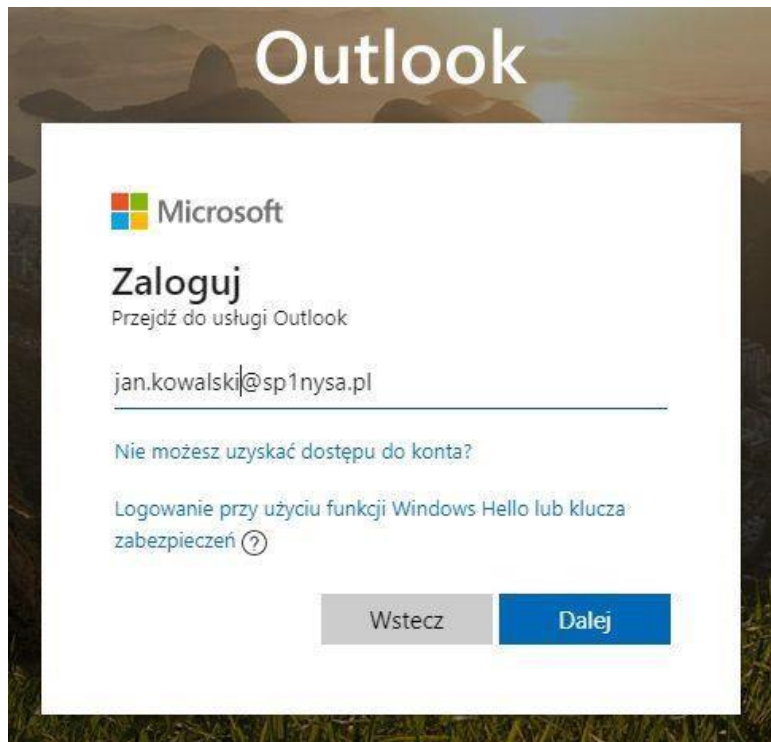 Outlook
Microsoft
Zaloguj
Przejdź do usługi Outlook
jan.kowalski@sp1nysa.pl
Nie możesz uzyskać dostępu do konta?
Logowanie przy użyciu funkcji Windows Hello lub klucza
zabezpieczeń ?
Wstecz Dalej